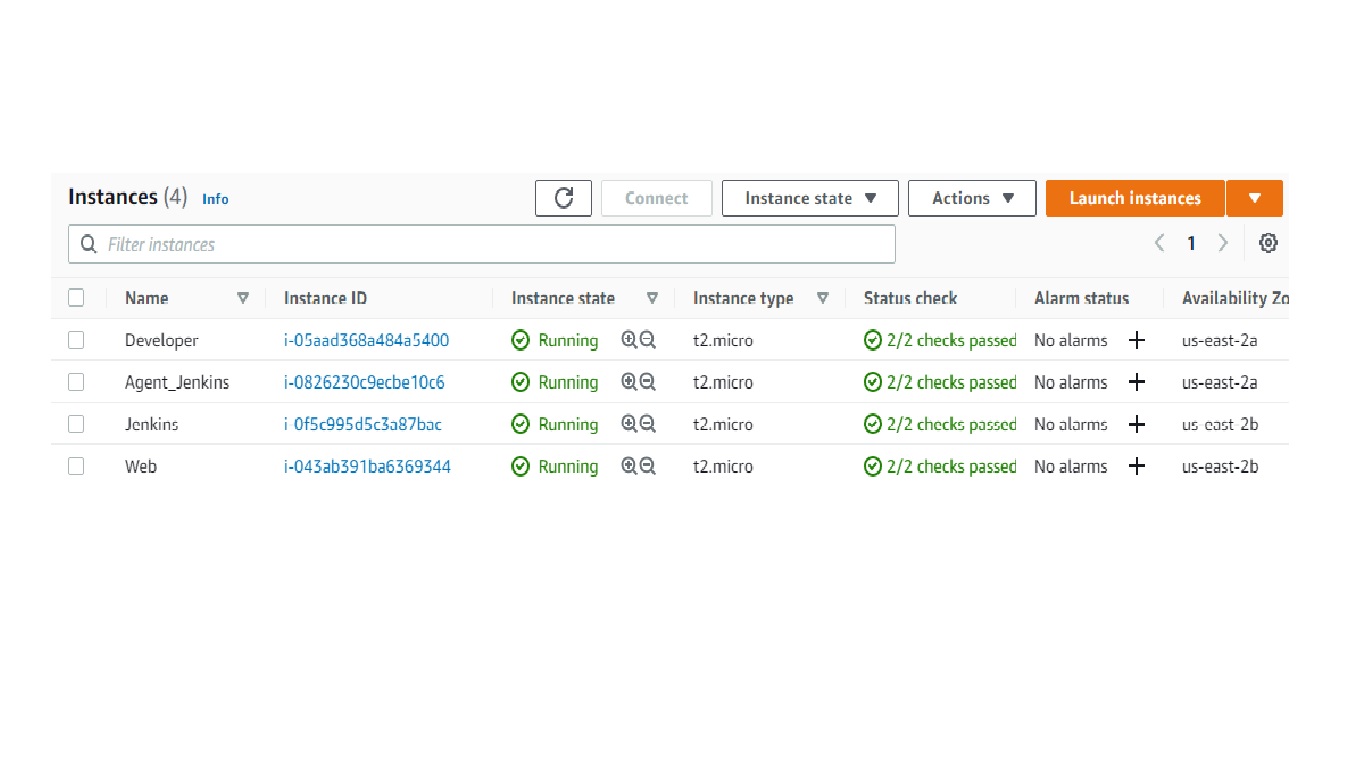 Instances (4) Info Connect Instance state Actions Launch instances
Filter instances 1
Name Instance ID Instance state Instance type Status check Alarm status Availability Zo
Developer i-05aad368a484a5400 Running t2.micro 2/2 checks passed No alarms us-east-2a
Agent_Jenkins i-0826230c9ecbe10c6 Running t2.micro 2/2 checks passed No alarms us-east-2a
Jenkins i-0f5c995d5c3a87bac Running t2.micro 2/2 checks passed No alarms us-east-2b
Web i-043ab391ba6369344 Running t2.micro 2/2 checks passed No alarms us-east-2b